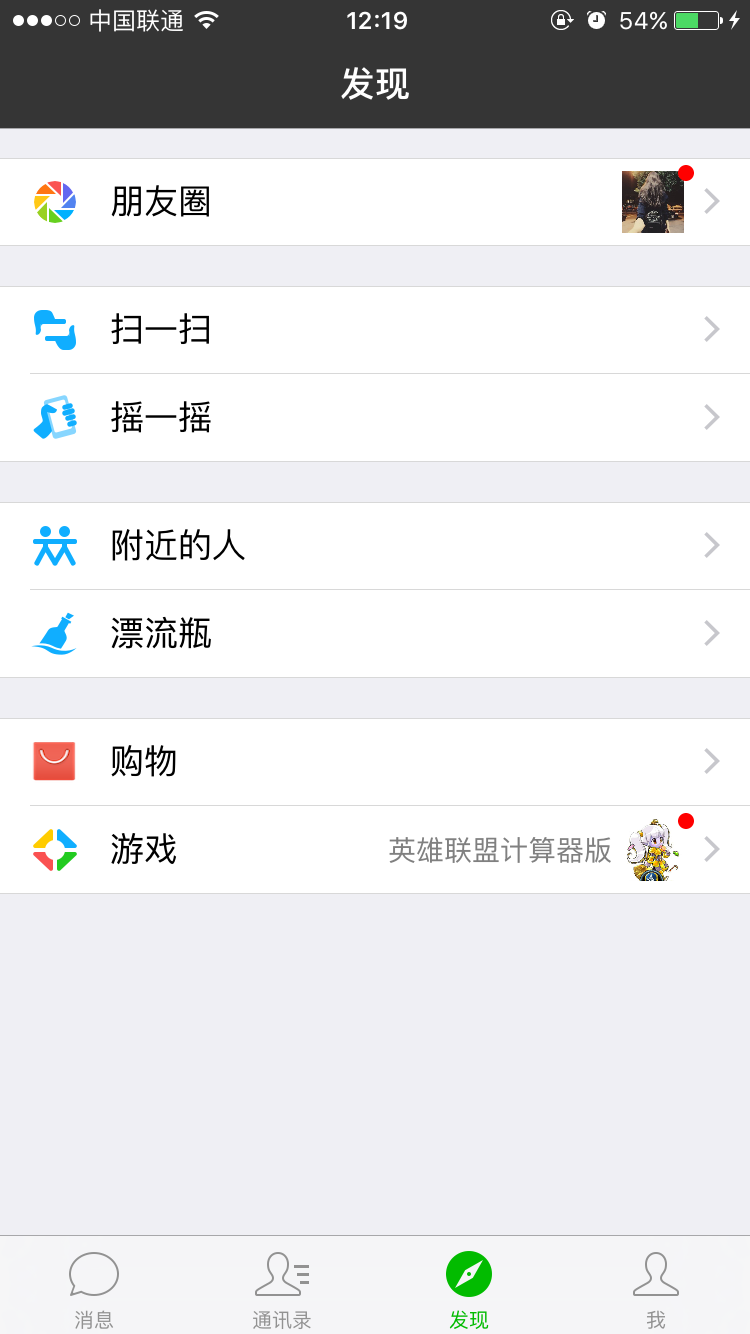 中国联通 12:19 54%
发现
朋友圈
扫一扫
摇一摇
附近的人
漂流瓶
购物
游戏 英雄联盟计算器版
消息 通讯录 发现 我